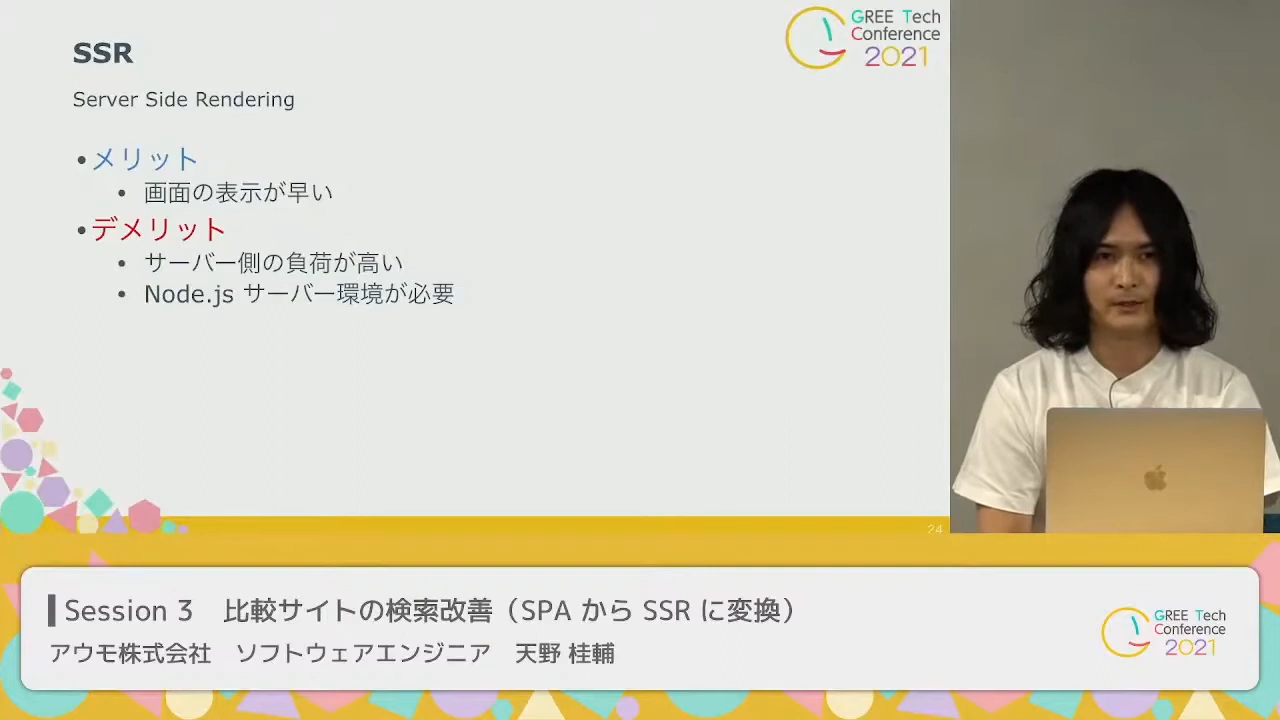 SSR
GREE Tech
Conference
2021
Server Side Rendering
•メリット
• 画面の表示が早い
•デメリット
• サーバー側の負荷が高い
• Node.js サーバー環境が必要
24
Session 3 比較サイトの検索改善（SPA から SSR に変換）
アウモ株式会社 ソフトウェアエンジニア 天野 桂輔
GREE Tech
Conference
2021